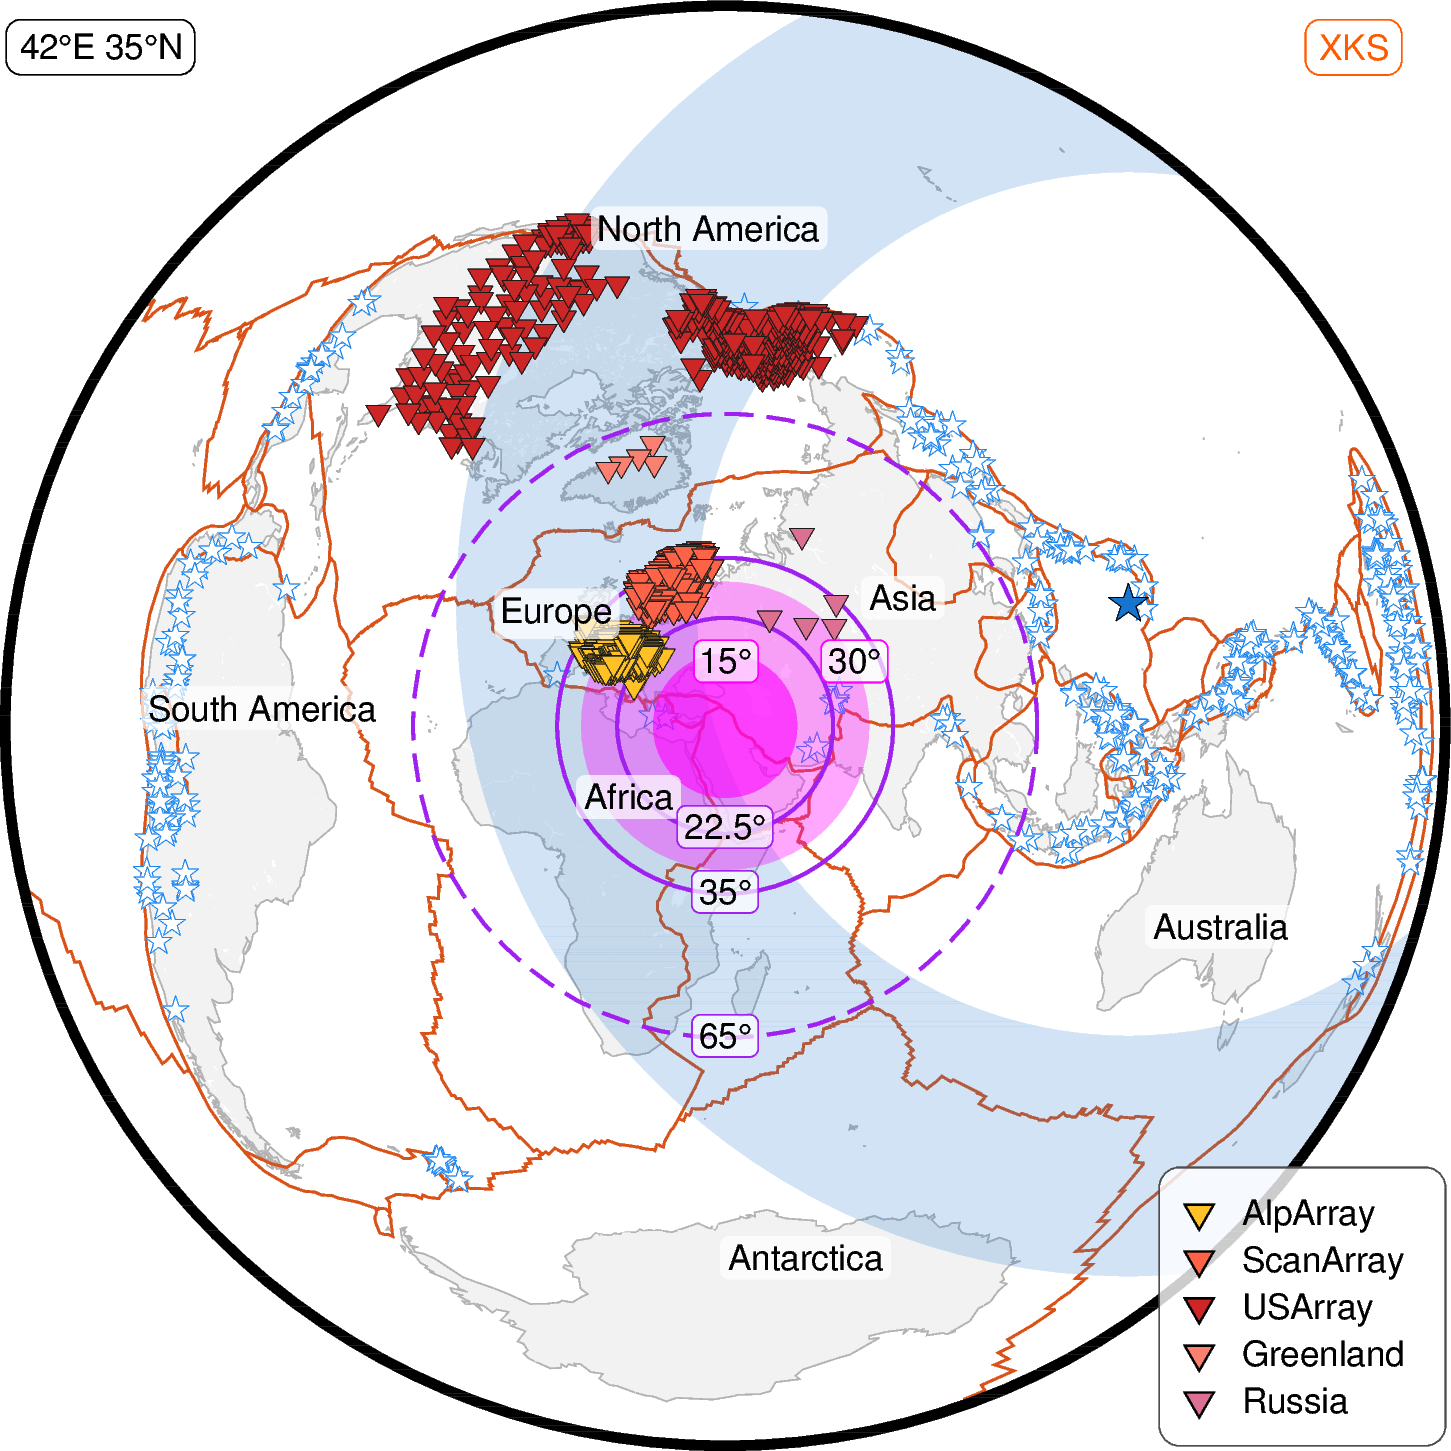 42°E 35°N
XKS
North America
Europe
Asia
15°
30°
South America
Africa
22.5°
35°
Australia
65°
Antarctica
AlpArray
ScanArray
USArray
Greenland
Russia